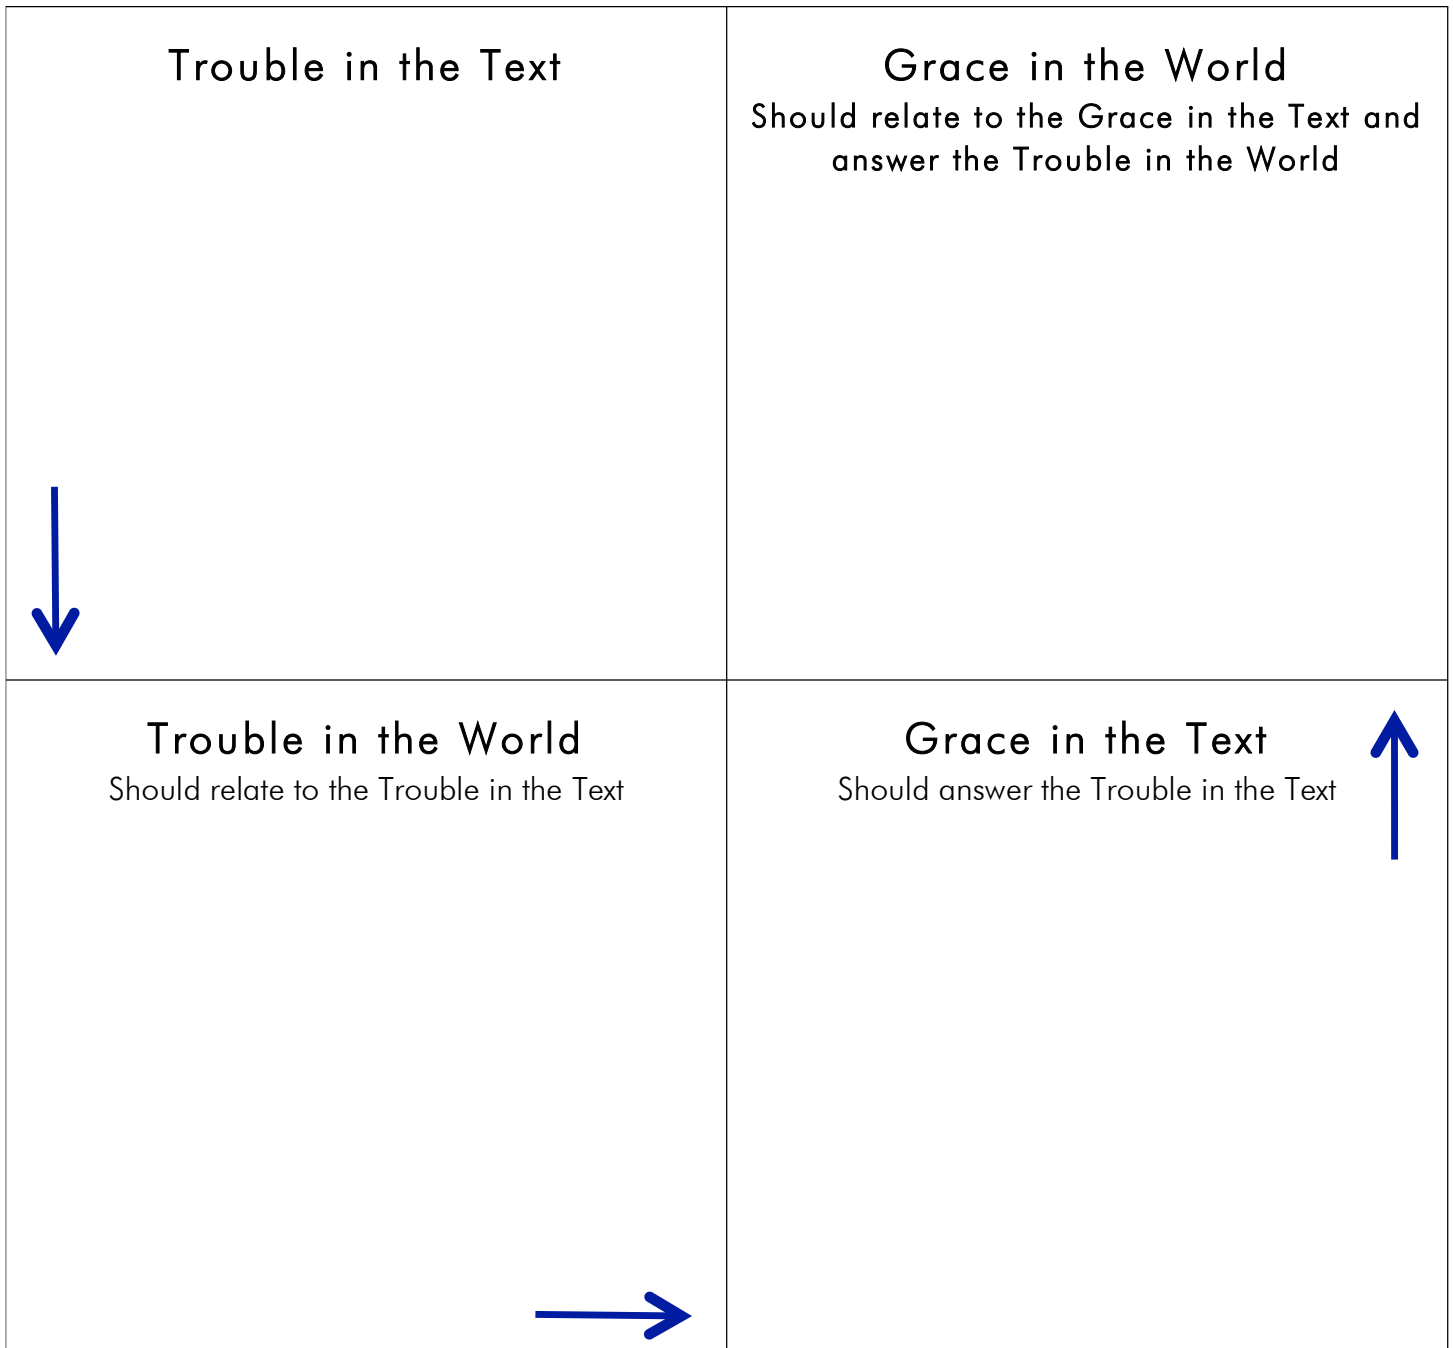 Trouble in the Text
Grace in the World
Should relate to the Grace in the Text and
answer the Trouble in the World
Trouble in the World
Should relate to the Trouble in the Text
Grace in the Text
Should answer the Trouble in the Text